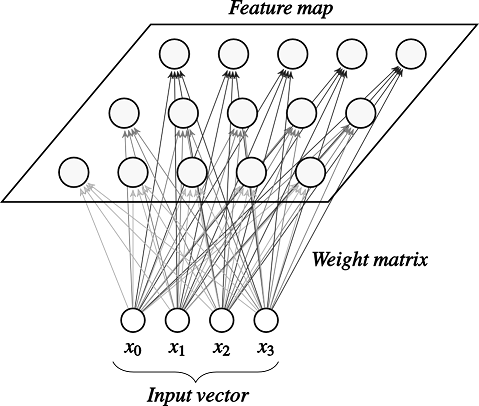 Feature map
Weight matrix
x0 x1 x2 x3
Input vector